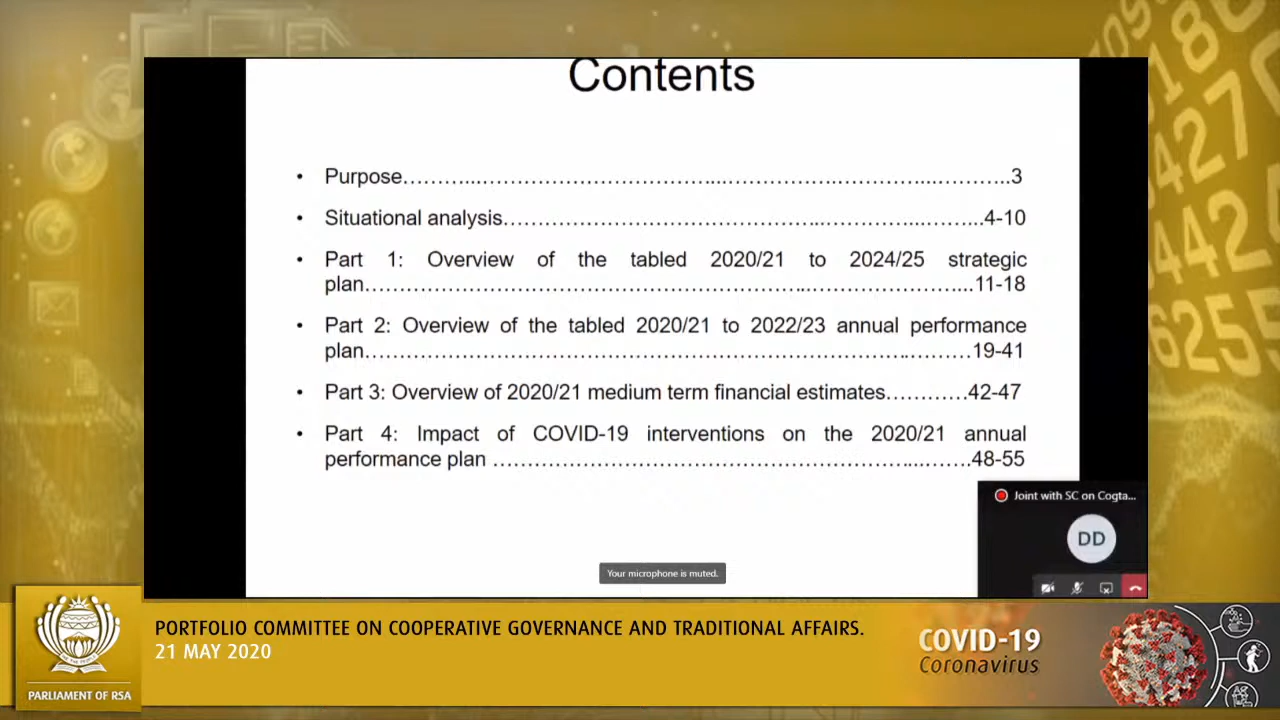 Contents
• Purpose………...……………………………...…………….…………...………..3
• Situational analysis……………………………………...…………...……...4-10
• Part 1: Overview of the tabled 2020/21 to 2024/25 strategic
plan……………………………………………………...…………………...11-18
• Part 2: Overview of the tabled 2020/21 to 2022/23 annual performance
plan…………………………………………………………………...………19-41
• Part 3: Overview of 2020/21 medium term financial estimates…………42-47
• Part 4: Impact of COVID-19 interventions on the 2020/21 annual
performance plan …………………………………………………...…….48-55
Joint with SC on Cogta...
DD
Your microphone is muted.
PORTFOLIO COMMITTEE ON COOPERATIVE GOVERNANCE AND TRADITIONAL AFFAIRS.
21 MAY 2020
PARLIAMENT OF RSA
COVID-19
Coronavirus